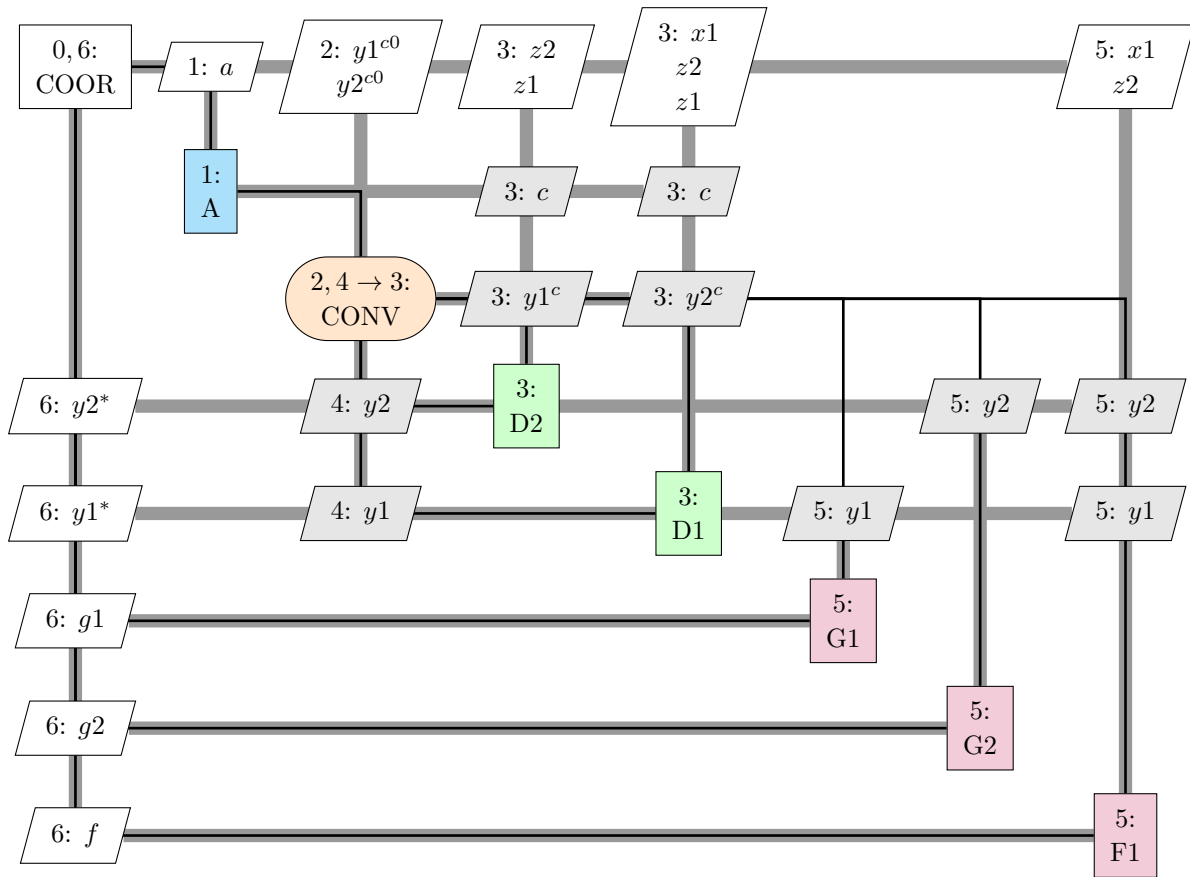 0, 6:
COOR
1: a
2: y1^{c0}
y2^{c0}
3: z2
z1
3: x1
z2
z1
5: x1
z2
1:
A
3: c
3: c
2, 4 → 3:
CONV
3: y1^c
3: y2^c
6: y2*
4: y2
3:
D2
5: y2
5: y2
6: y1*
4: y1
3:
D1
5: y1
5: y1
6: g1
5:
G1
6: g2
5:
G2
6: f
5:
F1